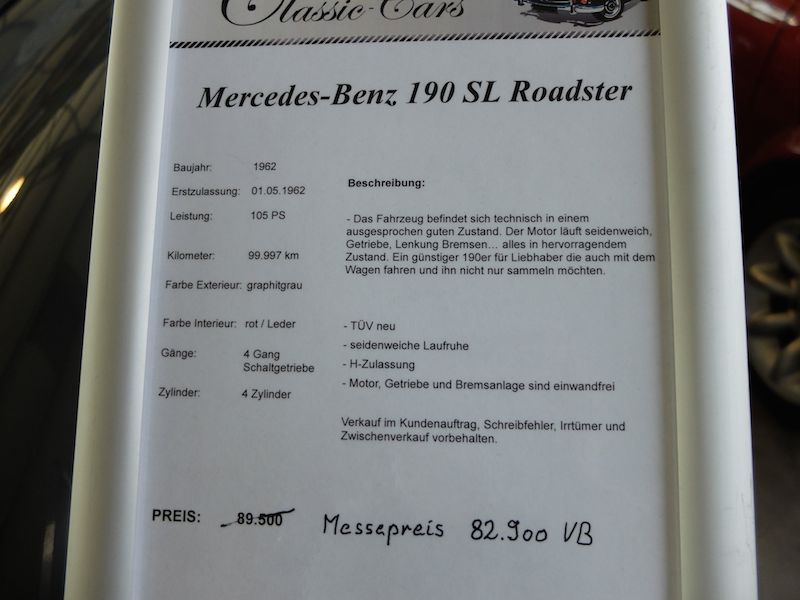 Classic-Cars
Mercedes-Benz 190 SL Roadster
Baujahr: 1962
Erstzulassung: 01.05.1962
Leistung: 105 PS
Kilometer: 99.997 km
Farbe Exterieur: graphitgrau
Farbe Interieur: rot / Leder
Gänge: 4 Gang
Schaltgetriebe
Zylinder: 4 Zylinder
Beschreibung:
- Das Fahrzeug befindet sich technisch in einem
ausgesprochen guten Zustand. Der Motor läuft seidenweich,
Getriebe, Lenkung Bremsen… alles in hervorragendem
Zustand. Ein günstiger 190er für Liebhaber die auch mit dem
Wagen fahren und ihn nicht nur sammeln möchten.
- TÜV neu
- seidenweiche Laufruhe
- H-Zulassung
- Motor, Getriebe und Bremsanlage sind einwandfrei
Verkauf im Kundenauftrag, Schreibfehler, Irrtümer und
Zwischenverkauf vorbehalten.
PREIS: 89.500 Messepreis 82.900 VB